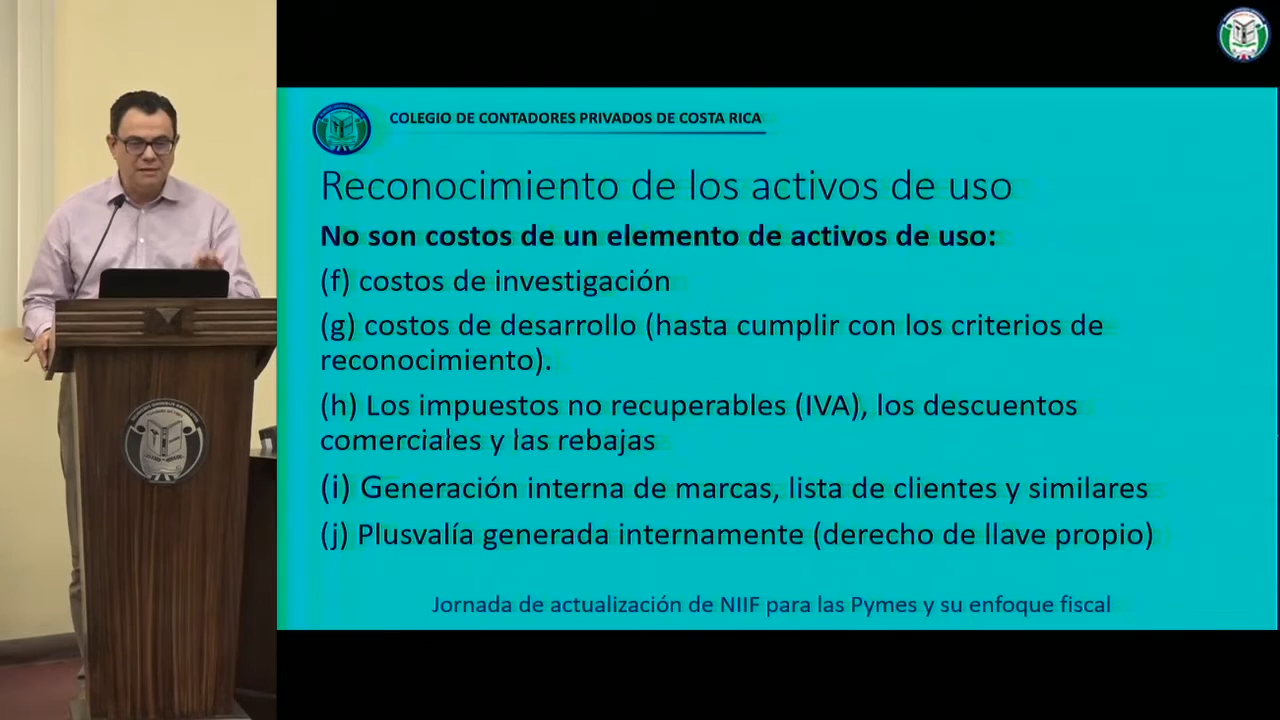 COLEGIO DE CONTADORES PRIVADOS DE COSTA RICA
Reconocimiento de los activos de uso
No son costos de un elemento de activos de uso:
(f) costos de investigación
(g) costos de desarrollo (hasta cumplir con los criterios de
reconocimiento).
(h) Los impuestos no recuperables (IVA), los descuentos
comerciales y las rebajas
(i) Generación interna de marcas, lista de clientes y similares
(j) Plusvalía generada internamente (derecho de llave propio)
Jornada de actualización de NIIF para las Pymes y su enfoque fiscal